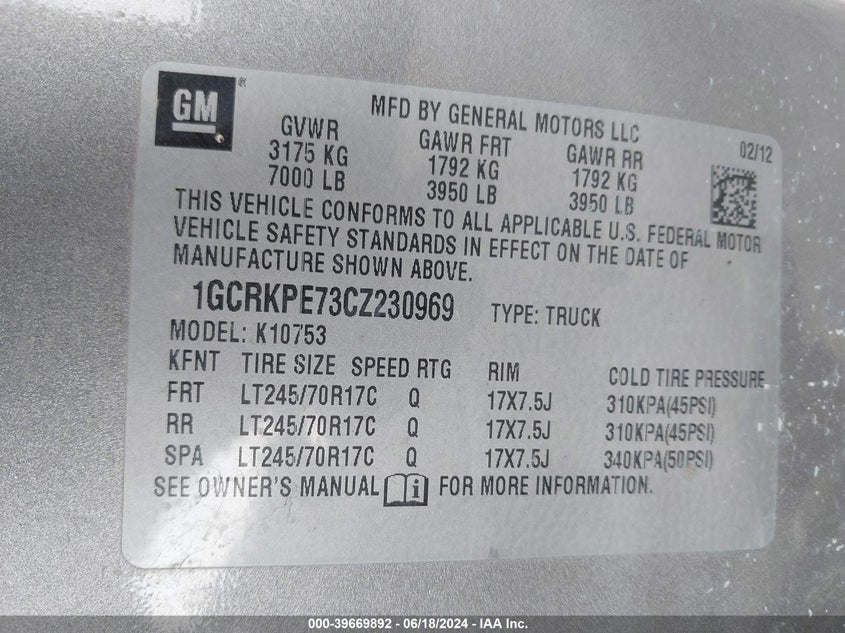 GM ®
MFD BY GENERAL MOTORS LLC
02/12
GVWR GAWR FRT GAWR RR
3175 KG 1792 KG 1792 KG
7000 LB 3950 LB 3950 LB
THIS VEHICLE CONFORMS TO ALL APPLICABLE U.S. FEDERAL MOTOR
VEHICLE SAFETY STANDARDS IN EFFECT ON THE DATE OF
MANUFACTURE SHOWN ABOVE.
1GCRKPE73CZ230969 TYPE: TRUCK
MODEL: K10753
KFNT TIRE SIZE SPEED RTG RIM COLD TIRE PRESSURE
FRT LT245/70R17C Q 17X7.5J 310KPA(45PSI)
RR LT245/70R17C Q 17X7.5J 310KPA(45PSI)
SPA LT245/70R17C Q 17X7.5J 340KPA(50PSI)
SEE OWNER'S MANUAL FOR MORE INFORMATION.
000-39669892 - 06/18/2024 - IAA Inc.